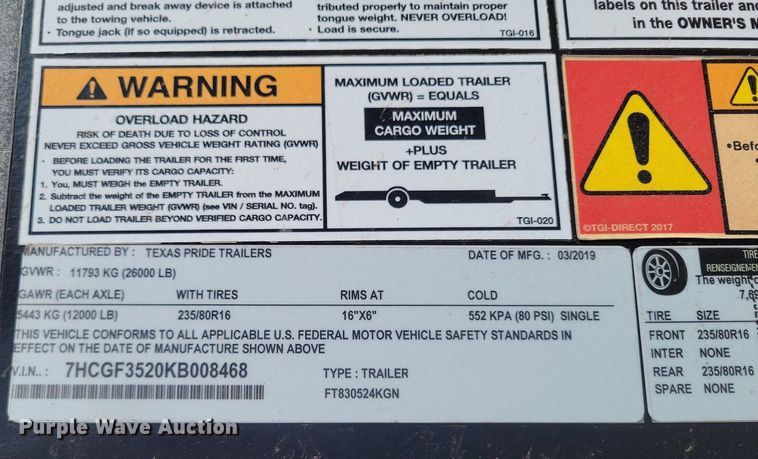 adjusted and break away device is attached
to the towing vehicle.
• Tongue jack (if so equipped) is retracted.
tributed properly to maintain proper
tongue weight. NEVER OVERLOAD!
• Load is secure.
TGI-016
labels on this trailer and
in the OWNER'S M
WARNING
OVERLOAD HAZARD
RISK OF DEATH DUE TO LOSS OF CONTROL
NEVER EXCEED GROSS VEHICLE WEIGHT RATING (GVWR)
• BEFORE LOADING THE TRAILER FOR THE FIRST TIME,
YOU MUST VERIFY ITS CARGO CAPACITY:
1. You, MUST WEIGH the EMPTY TRAILER.
2. Subtract the weight of the EMPTY TRAILER from the MAXIMUM
LOADED TRAILER WEIGHT (GVWR) (see VIN / SERIAL NO. tag).
3. DO NOT LOAD TRAILER BEYOND VERIFIED CARGO CAPACITY.
MAXIMUM LOADED TRAILER
(GVWR) = EQUALS
MAXIMUM
CARGO WEIGHT
+PLUS
WEIGHT OF EMPTY TRAILER
TGI-020
•Befo
©TGI-DIRECT 2017
MANUFACTURED BY : TEXAS PRIDE TRAILERS
DATE OF MFG. : 03/2019
GVWR : 11793 KG (26000 LB)
GAWR (EACH AXLE) WITH TIRES RIMS AT COLD
5443 KG (12000 LB) 235/80R16 16"X6" 552 KPA (80 PSI) SINGLE
THIS VEHICLE CONFORMS TO ALL APPLICABLE U.S. FEDERAL MOTOR VEHICLE SAFETY STANDARDS IN
EFFECT ON THE DATE OF MANUFACTURE SHOWN ABOVE
V.I.N.. : 7HCGF3520KB008468 TYPE : TRAILER
FT830524KGN
TIRE
RENSEIGNEMEN
The weight o
TIRE SIZE
FRONT 235/80R16
INTER NONE
REAR 235/80R16
SPARE NONE
Purple Wave Auction